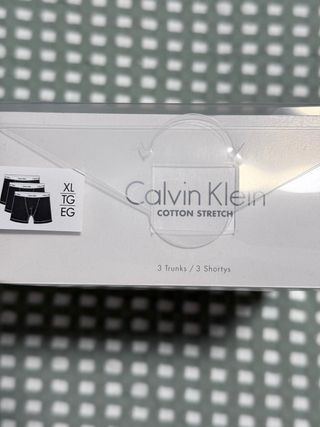 XL
TG
EG
Calvin Klein
COTTON STRETCH
3 Trunks / 3 Shortys